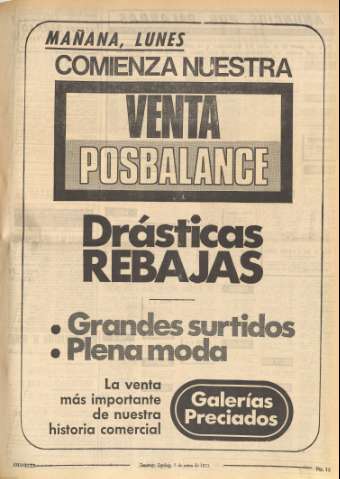 MAÑANA, LUNES
COMIENZA NUESTRA
VENTA
POSBALANCE
Drásticas
REBAJAS
• Grandes surtidos
• Plena moda
La venta
más importante
de nuestra
historia comercial
Galerías
Preciados